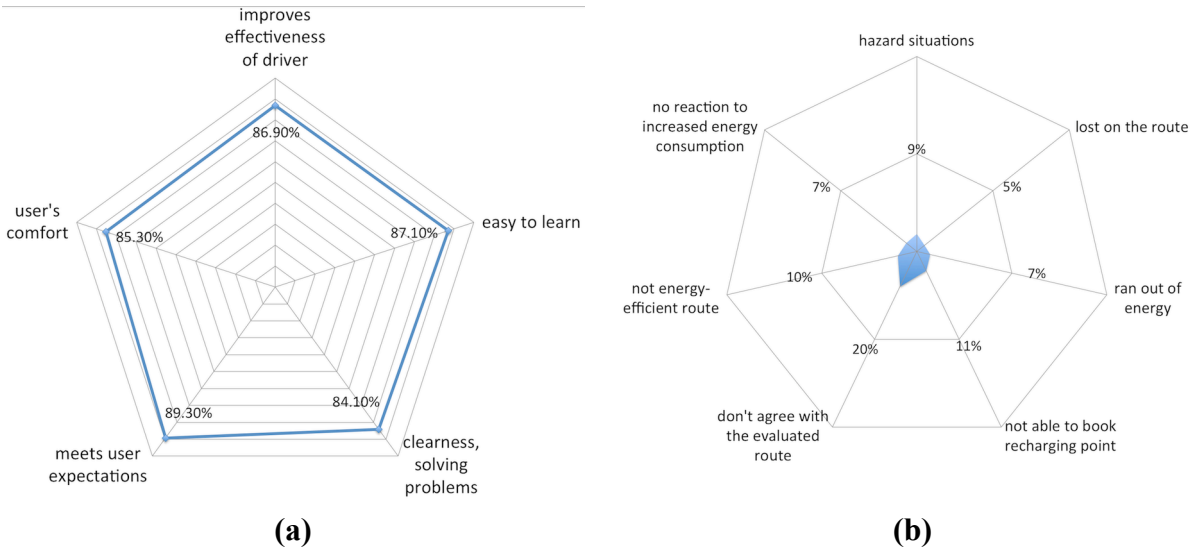 improves
effectiveness
of driver
86.90%
user's
comfort
85.30%
87.10%
easy to learn
89.30%
84.10%
meets user
expectations
clearness,
solving
problems
(a)
hazard situations
no reaction to
increased energy
consumption
lost on the route
9%
7%
5%
not energy-
efficient route
10%
7%
ran out of
energy
20%
11%
don't agree with
the evaluated
route
not able to book
recharging point
(b)